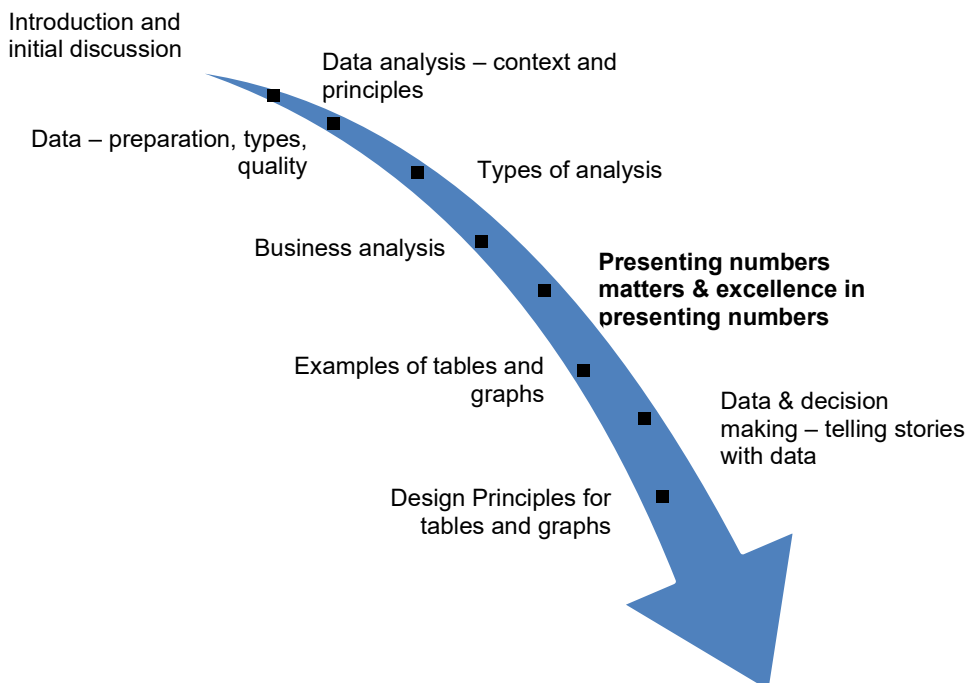 Introduction and
initial discussion
Data analysis – context and
principles
Data – preparation, types,
quality
Types of analysis
Business analysis
Presenting numbers
matters & excellence in
presenting numbers
Examples of tables and
graphs
Data & decision
making – telling stories
with data
Design Principles for
tables and graphs